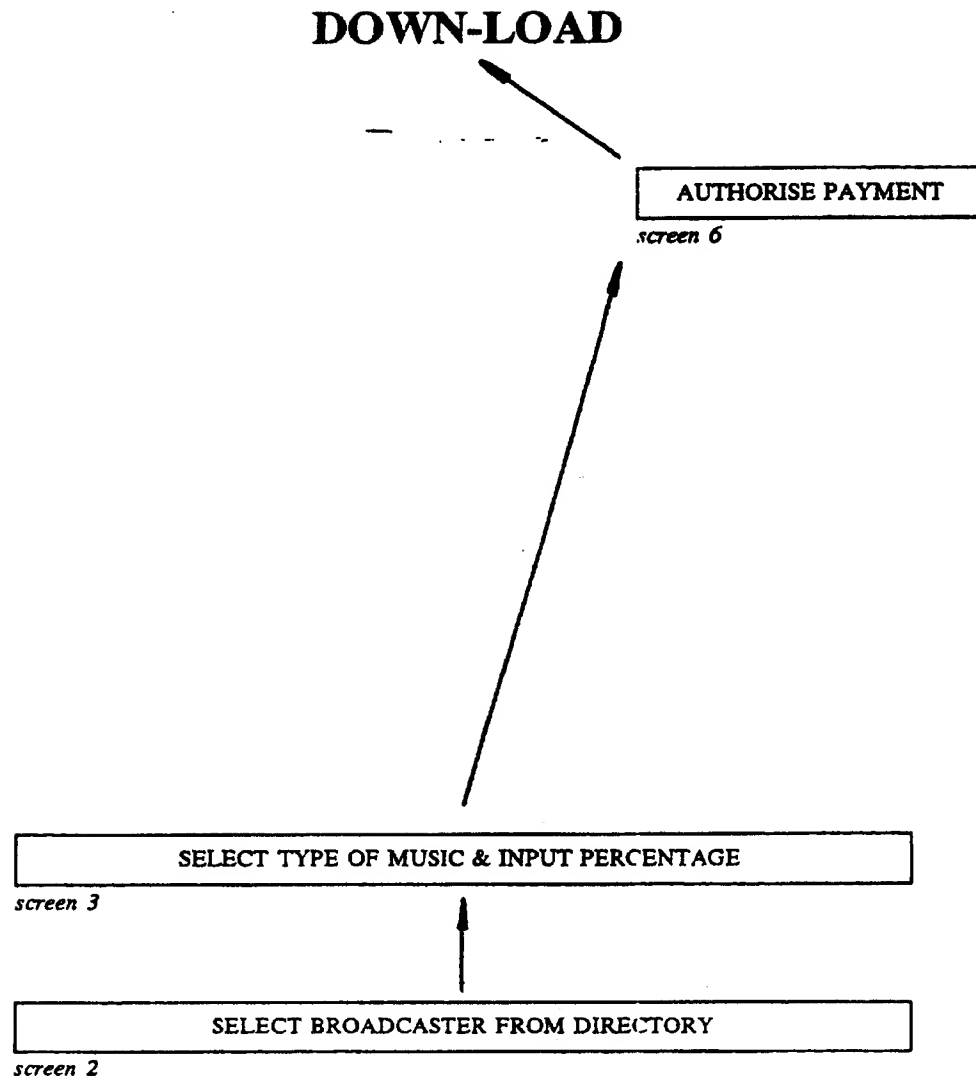 DOWN-LOAD
AUTHORISE PAYMENT
screen 6
SELECT TYPE OF MUSIC & INPUT PERCENTAGE
screen 3
SELECT BROADCASTER FROM DIRECTORY
screen 2